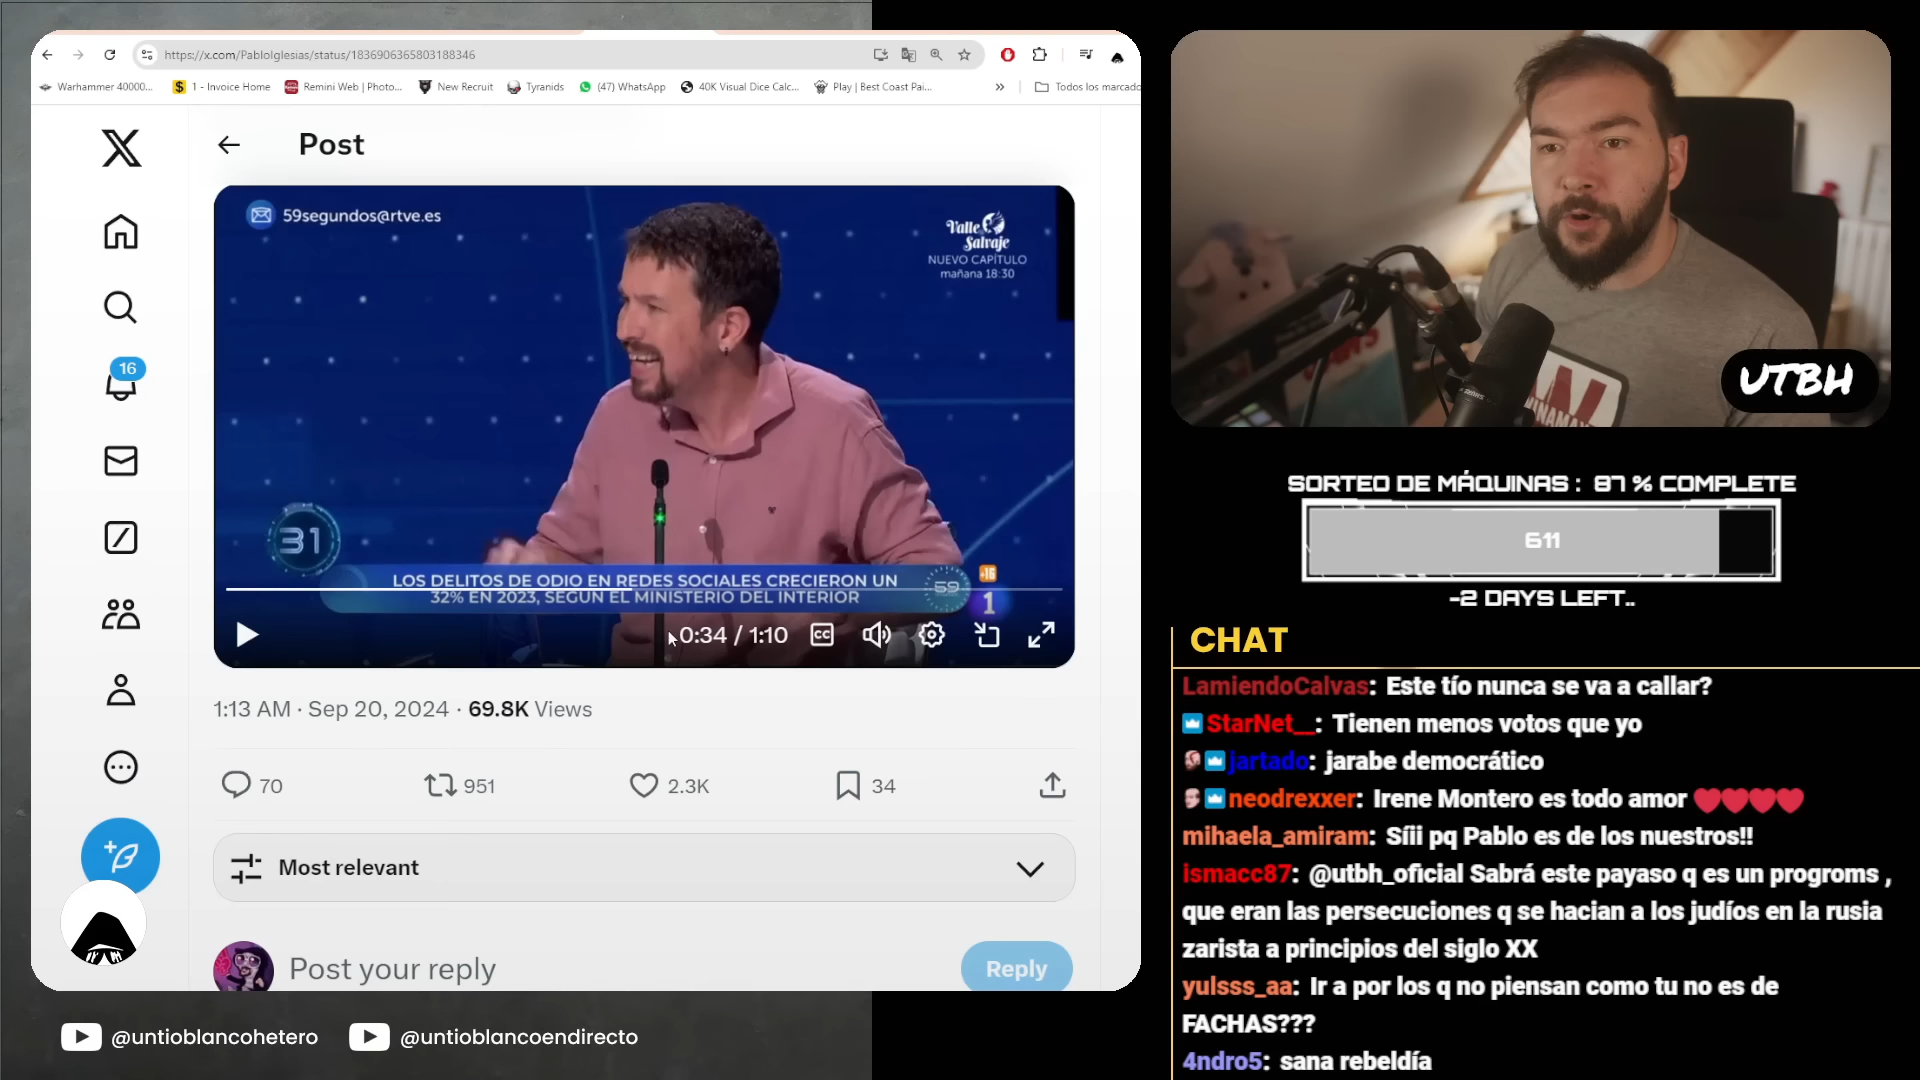 https://x.com/PabloIglesias/status/1836906365803188346
Warhammer 40000...
$ 1 - Invoice Home
Remini Web | Photo...
New Recruit
Tyranids
(47) WhatsApp
40K Visual Dice Calc...
Play | Best Coast Pai...
»
Todos los marcado
X
Post
16
59segundos@rtve.es
Valle Salvaje
NUEVO CAPÍTULO
mañana 18:30
31
LOS DELITOS DE ODIO EN REDES SOCIALES CRECIERON UN
32% EN 2023, SEGÚN EL MINISTERIO DEL INTERIOR
59
+16
1
0:34 / 1:10
CC
1:13 AM · Sep 20, 2024 · 69.8K Views
70
951
2.3K
34
Most relevant
Post your reply
Reply
@untioblancohetero
@untioblancoendirecto
UTBH
SORTEO DE MÁQUINAS : 87 % COMPLETE
611
-2 DAYS LEFT..
CHAT
LamiendoCalvas: Este tío nunca se va a callar?
StarNet__: Tienen menos votos que yo
jartado: jarabe democrático
neodrexxer: Irene Montero es todo amor ❤❤❤❤
mihaela_amiram: Síii pq Pablo es de los nuestros!!
ismacc87: @utbh_oficial Sabrá este payaso q es un progroms ,
que eran las persecuciones q se hacian a los judíos en la rusia
zarista a principios del siglo XX
yulsss_aa: Ir a por los q no piensan como tu no es de
FACHAS???
4ndro5: sana rebeldía